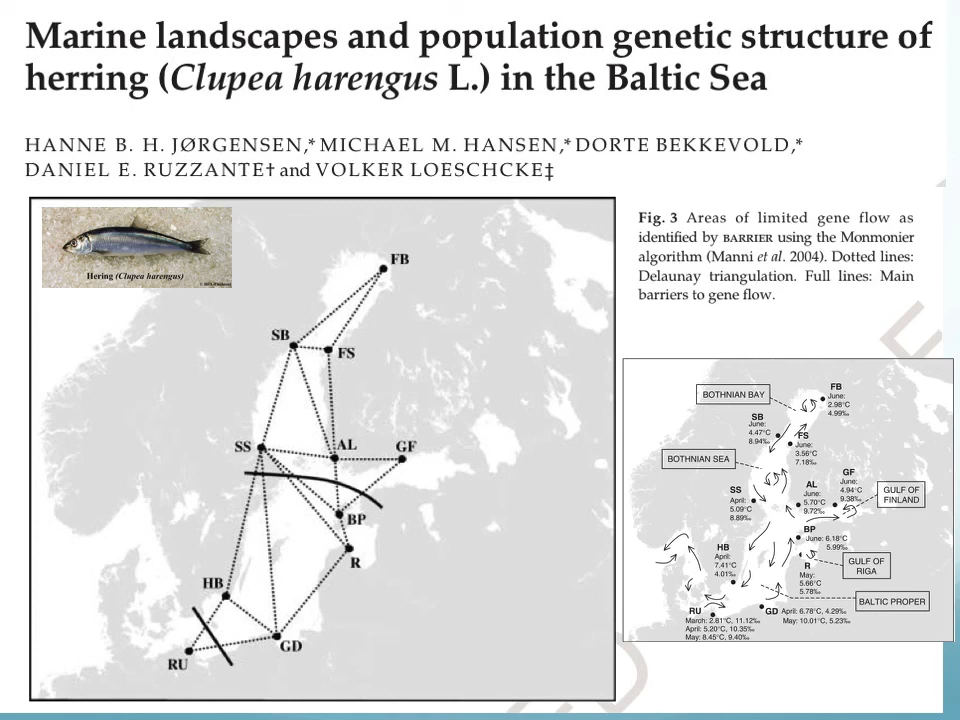 Marine landscapes and population genetic structure of
herring (Clupea harengus L.) in the Baltic Sea
HANNE B. H. JØRGENSEN,* MICHAEL M. HANSEN,* DORTE BEKKEVOLD,*
DANIEL E. RUZZANTE† and VOLKER LOESCHCKE‡
Hering (Clupea harengus)
FB
SB
FS
SS
AL
GF
BP
R
HB
GD
RU
Fig. 3 Areas of limited gene flow as
identified by BARRIER using the Monmonier
algorithm (Manni et al. 2004). Dotted lines:
Delaunay triangulation. Full lines: Main
barriers to gene flow.
BOTHNIAN BAY
FB
June:
2.98°C
4.99‰
SB
June:
4.47°C
8.94‰
FS
June:
3.56°C
7.18‰
BOTHNIAN SEA
GF
June:
4.94°C
9.38‰
GULF OF
FINLAND
SS
April:
5.09°C
8.89‰
AL
June:
5.70°C
9.72‰
BP
June: 6.18°C
5.99‰
HB
April:
7.41°C
4.01‰
R
May:
5.66°C
5.78‰
GULF OF
RIGA
BALTIC PROPER
RU
March: 2.81°C, 11.12‰
April: 5.20°C, 10.35‰
May: 8.45°C, 9.40‰
GD April: 6.78°C, 4.29‰
May: 10.01°C, 5.23‰